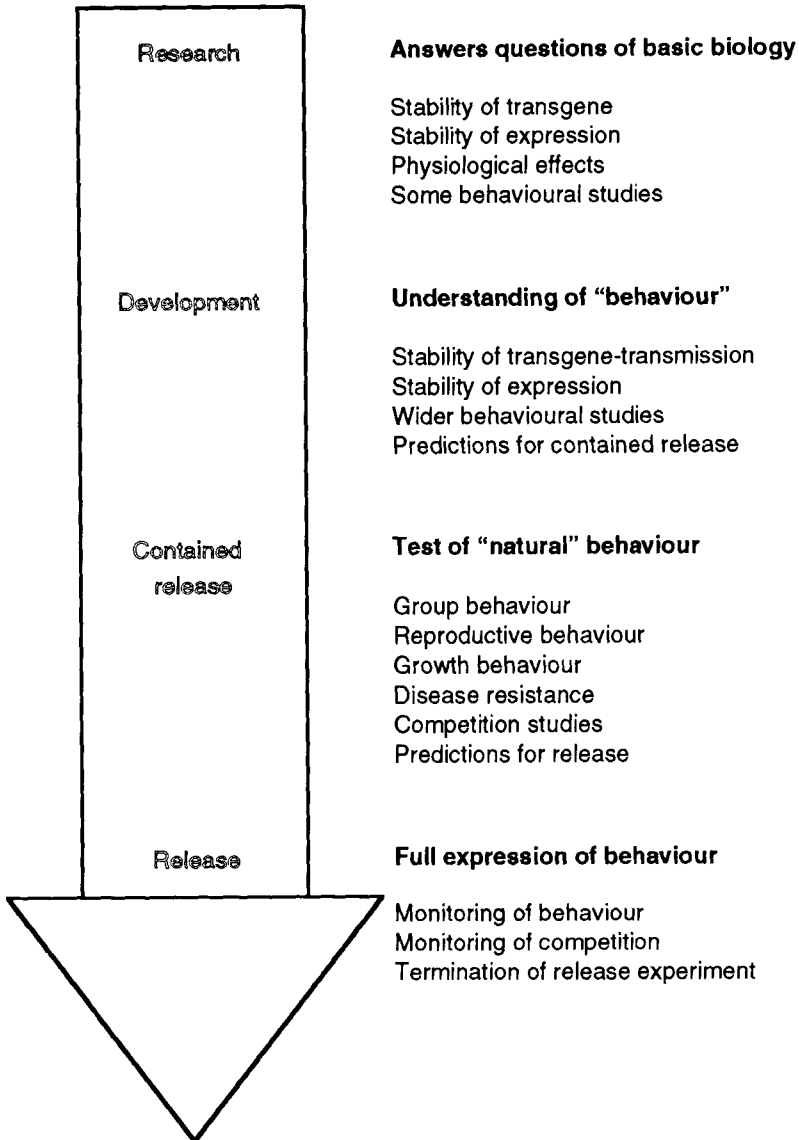 Research
Answers questions of basic biology
Stability of transgene
Stability of expression
Physiological effects
Some behavioural studies
Development
Understanding of “behaviour”
Stability of transgene-transmission
Stability of expression
Wider behavioural studies
Predictions for contained release
Contained
release
Test of “natural” behaviour
Group behaviour
Reproductive behaviour
Growth behaviour
Disease resistance
Competition studies
Predictions for release
Release
Full expression of behaviour
Monitoring of behaviour
Monitoring of competition
Termination of release experiment